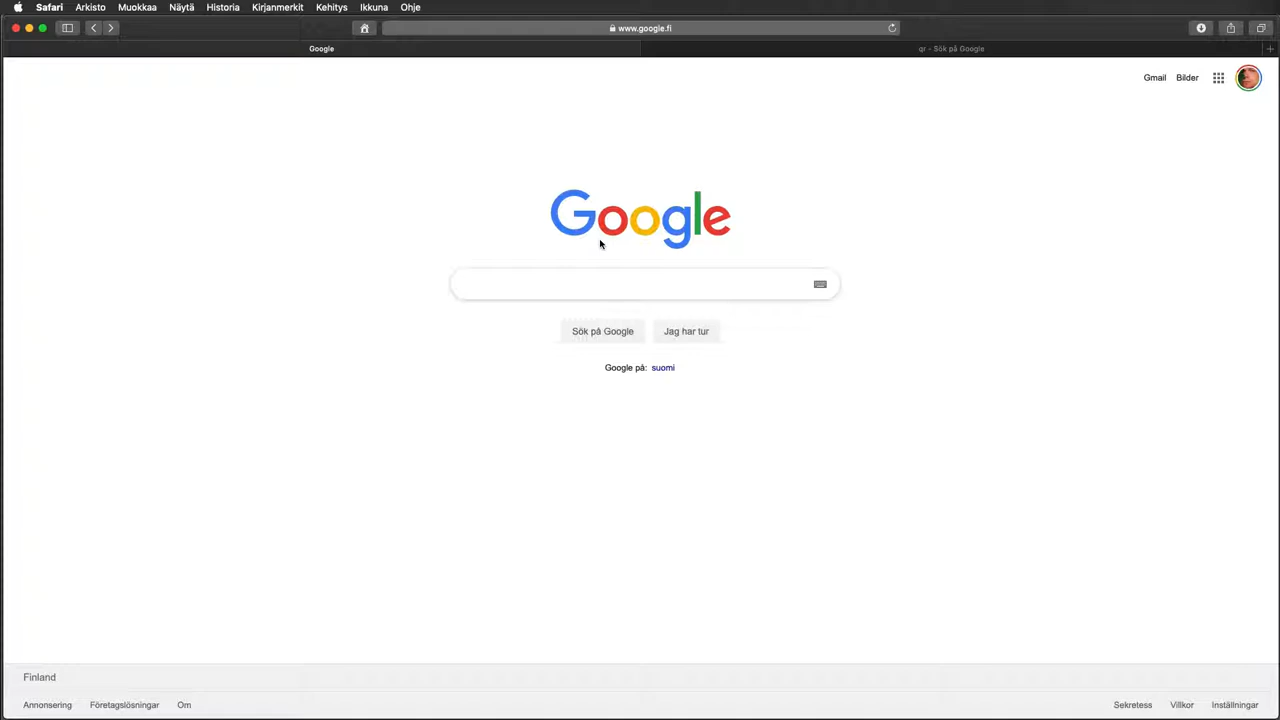 Safari Arkisto Muokkaa Näytä Historia Kirjanmerkit Kehitys Ikkuna Ohje
www.google.fi
Google qr - Sök på Google
Gmail Bilder
Google
Sök på Google Jag har tur
Google på: suomi
Finland
Annonsering Företagslösningar Om Sekretess Villkor Inställningar